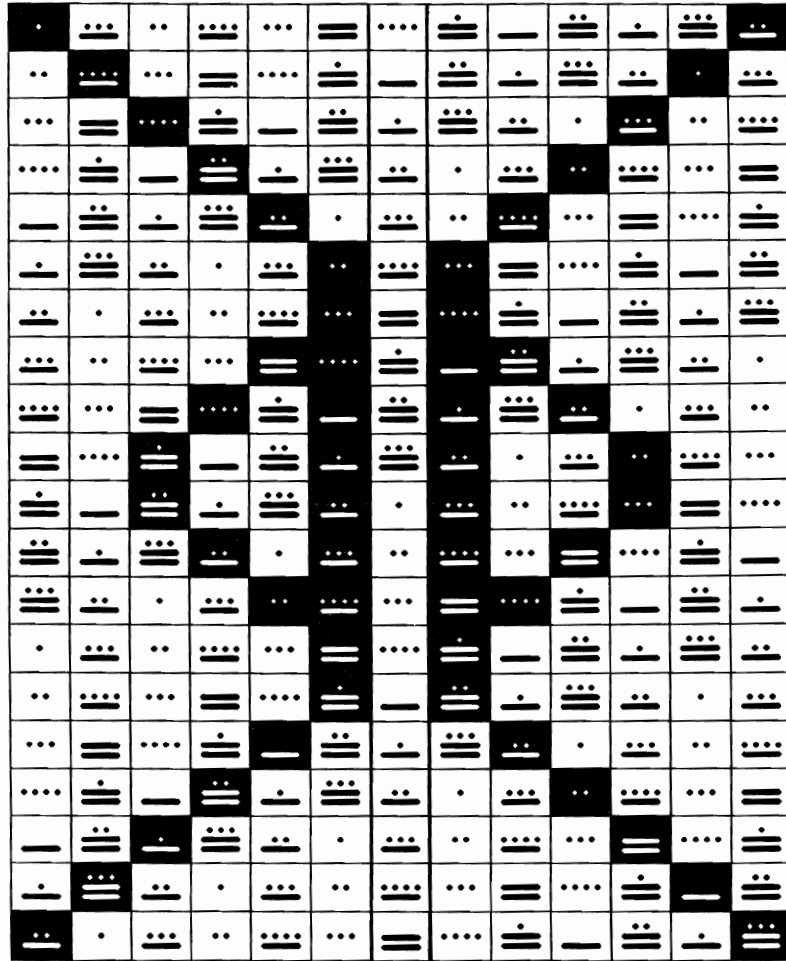 𝋡 𝋨 𝋢 𝋩 𝋣 𝋪 𝋤 𝋫 𝋥 𝋬 𝋦 𝋭 𝋧
𝋢 𝋩 𝋣 𝋪 𝋤 𝋫 𝋥 𝋬 𝋦 𝋭 𝋧 𝋡 𝋨
𝋣 𝋪 𝋤 𝋫 𝋥 𝋬 𝋦 𝋭 𝋧 𝋡 𝋨 𝋢 𝋩
𝋤 𝋫 𝋥 𝋬 𝋦 𝋭 𝋧 𝋡 𝋨 𝋢 𝋩 𝋣 𝋪
𝋥 𝋬 𝋦 𝋭 𝋧 𝋡 𝋨 𝋢 𝋩 𝋣 𝋪 𝋤 𝋫
𝋦 𝋭 𝋧 𝋡 𝋨 𝋢 𝋩 𝋣 𝋪 𝋤 𝋫 𝋥 𝋬
𝋧 𝋡 𝋨 𝋢 𝋩 𝋣 𝋪 𝋤 𝋫 𝋥 𝋬 𝋦 𝋭
𝋨 𝋢 𝋩 𝋣 𝋪 𝋤 𝋫 𝋥 𝋬 𝋦 𝋭 𝋧 𝋡
𝋩 𝋣 𝋪 𝋤 𝋫 𝋥 𝋬 𝋦 𝋭 𝋧 𝋡 𝋨 𝋢
𝋪 𝋤 𝋫 𝋥 𝋬 𝋦 𝋭 𝋧 𝋡 𝋨 𝋢 𝋩 𝋣
𝋫 𝋥 𝋬 𝋦 𝋭 𝋧 𝋡 𝋨 𝋢 𝋩 𝋣 𝋪 𝋤
𝋬 𝋦 𝋭 𝋧 𝋡 𝋨 𝋢 𝋩 𝋣 𝋪 𝋤 𝋫 𝋥
𝋭 𝋧 𝋡 𝋨 𝋢 𝋩 𝋣 𝋪 𝋤 𝋫 𝋥 𝋬 𝋦
𝋡 𝋨 𝋢 𝋩 𝋣 𝋪 𝋤 𝋫 𝋥 𝋬 𝋦 𝋭 𝋧
𝋢 𝋩 𝋣 𝋪 𝋤 𝋫 𝋥 𝋬 𝋦 𝋭 𝋧 𝋡 𝋨
𝋣 𝋪 𝋤 𝋫 𝋥 𝋬 𝋦 𝋭 𝋧 𝋡 𝋨 𝋢 𝋩
𝋤 𝋫 𝋥 𝋬 𝋦 𝋭 𝋧 𝋡 𝋨 𝋢 𝋩 𝋣 𝋪
𝋥 𝋬 𝋦 𝋭 𝋧 𝋡 𝋨 𝋢 𝋩 𝋣 𝋪 𝋤 𝋫
𝋦 𝋭 𝋧 𝋡 𝋨 𝋢 𝋩 𝋣 𝋪 𝋤 𝋫 𝋥 𝋬
𝋧 𝋡 𝋨 𝋢 𝋩 𝋣 𝋪 𝋤 𝋫 𝋥 𝋬 𝋦 𝋭